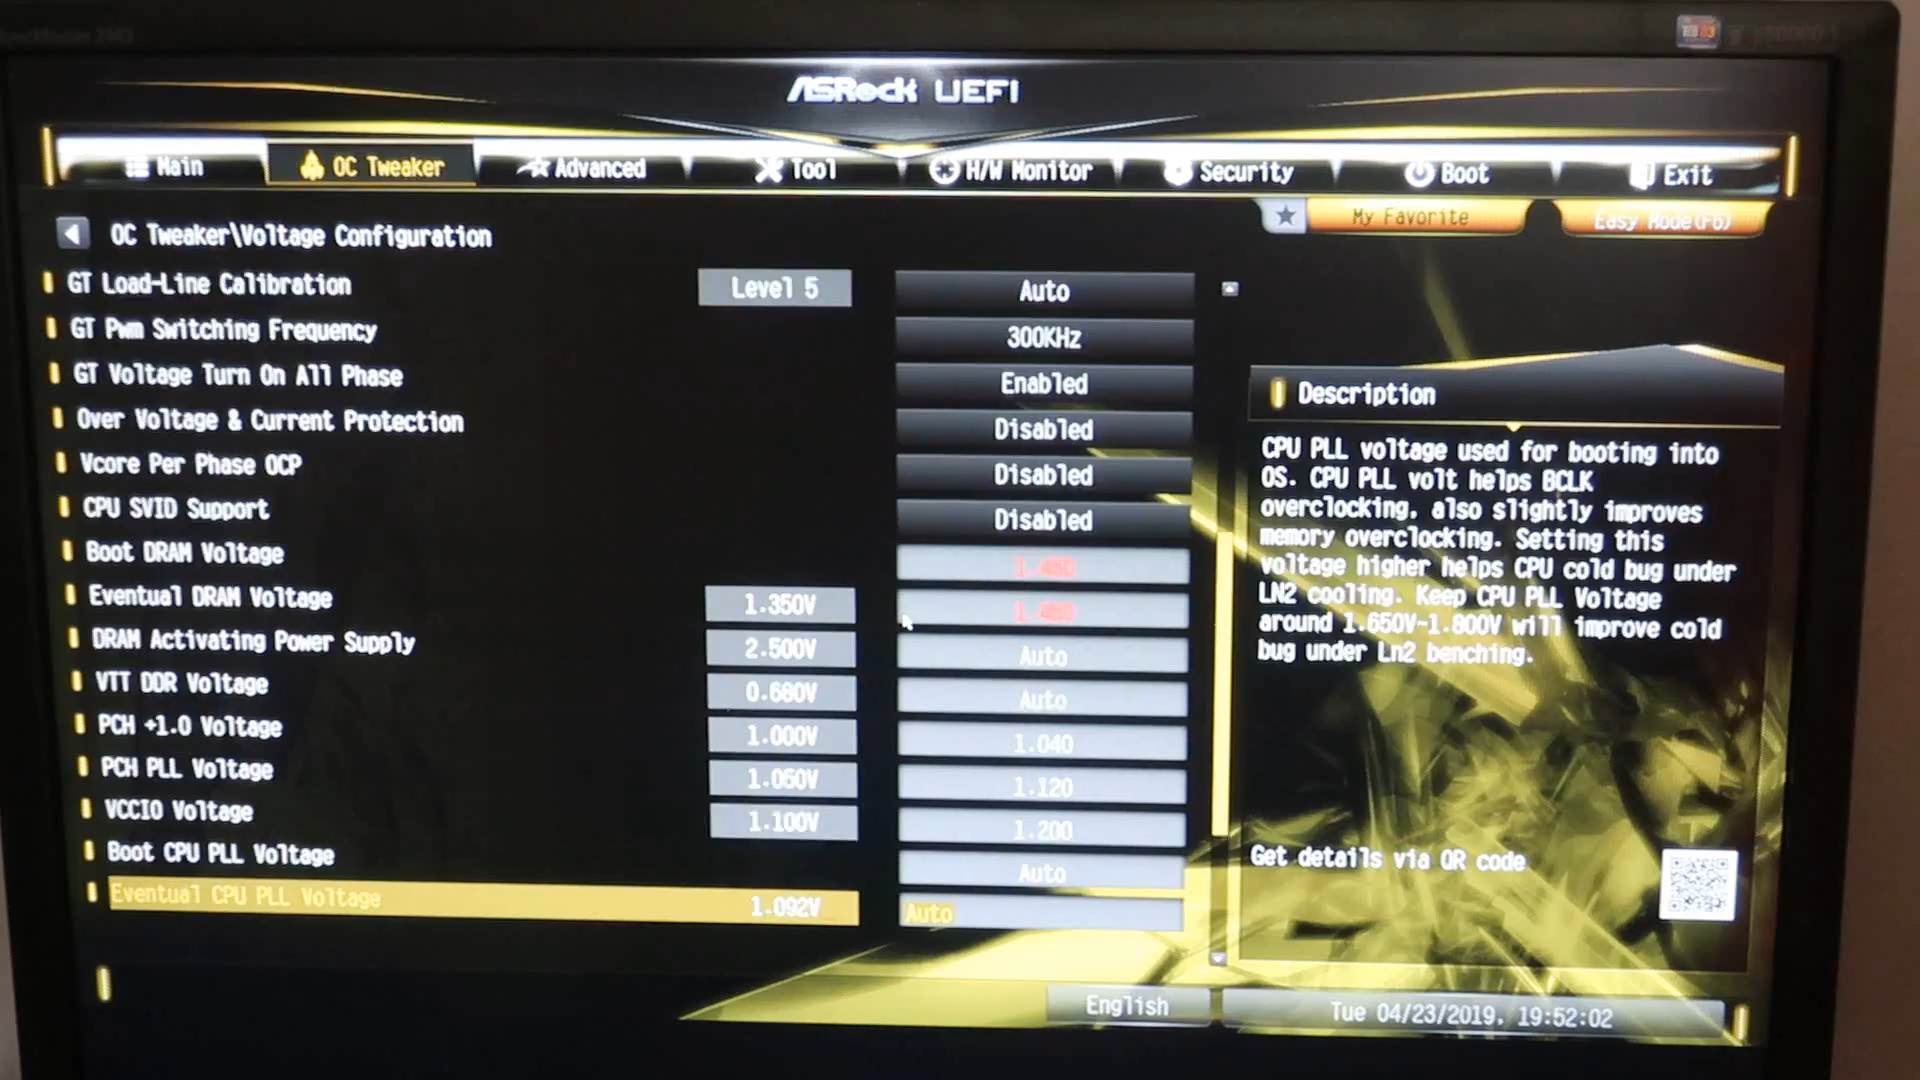 ASRock UEFI
Main OC Tweaker Advanced Tool H/W Monitor Security Boot Exit
My Favorite Easy Mode(F6)
OC Tweaker\Voltage Configuration
GT Load-Line Calibration Level 5 Auto
GT Pwm Switching Frequency 300KHz
GT Voltage Turn On All Phase Enabled
Over Voltage & Current Protection Disabled
Vcore Per Phase OCP Disabled
CPU SVID Support Disabled
Boot DRAM Voltage
Eventual DRAM Voltage 1.350V
DRAM Activating Power Supply 2.500V Auto
VTT DDR Voltage 0.680V Auto
PCH +1.0 Voltage 1.000V 1.040
PCH PLL Voltage 1.050V 1.120
VCCIO Voltage 1.100V 1.200
Boot CPU PLL Voltage Auto
Eventual CPU PLL Voltage 1.092V Auto
Description
CPU PLL voltage used for booting into
OS. CPU PLL volt helps BCLK
overclocking, also slightly improves
memory overclocking. Setting this
voltage higher helps CPU cold bug under
LN2 cooling. Keep CPU PLL Voltage
around 1.650V~1.800V will improve cold
bug under Ln2 benching.
Get details via QR code
English
Tue 04/23/2019, 19:52:02